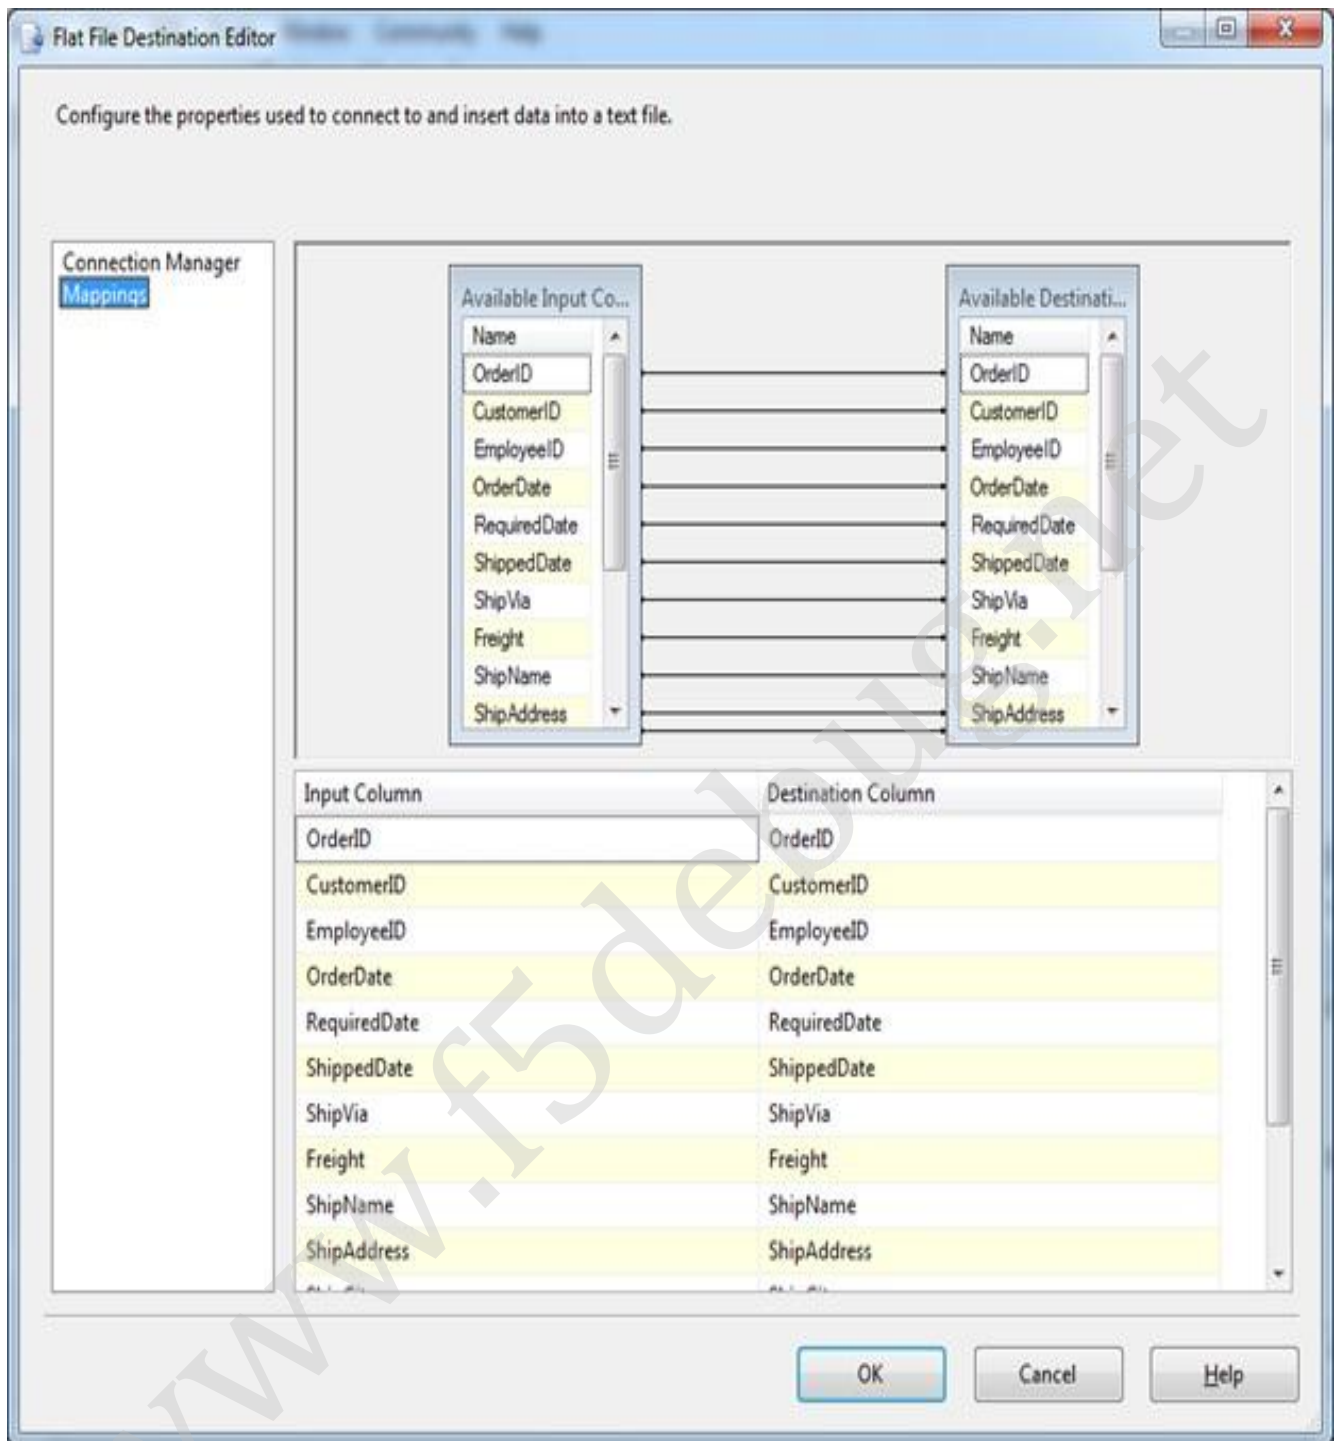 Flat File Destination Editor
Window Community Help
Configure the properties used to connect to and insert data into a text file.
Connection Manager
Mappings
Available Input Co...
Name
OrderID
CustomerID
EmployeeID
OrderDate
RequiredDate
ShippedDate
ShipVia
Freight
ShipName
ShipAddress
Available Destinati...
Name
OrderID
CustomerID
EmployeeID
OrderDate
RequiredDate
ShippedDate
ShipVia
Freight
ShipName
ShipAddress
Input Column Destination Column
OrderID OrderID
CustomerID CustomerID
EmployeeID EmployeeID
OrderDate OrderDate
RequiredDate RequiredDate
ShippedDate ShippedDate
ShipVia ShipVia
Freight Freight
ShipName ShipName
ShipAddress ShipAddress
OK Cancel Help
www.f5debug.net